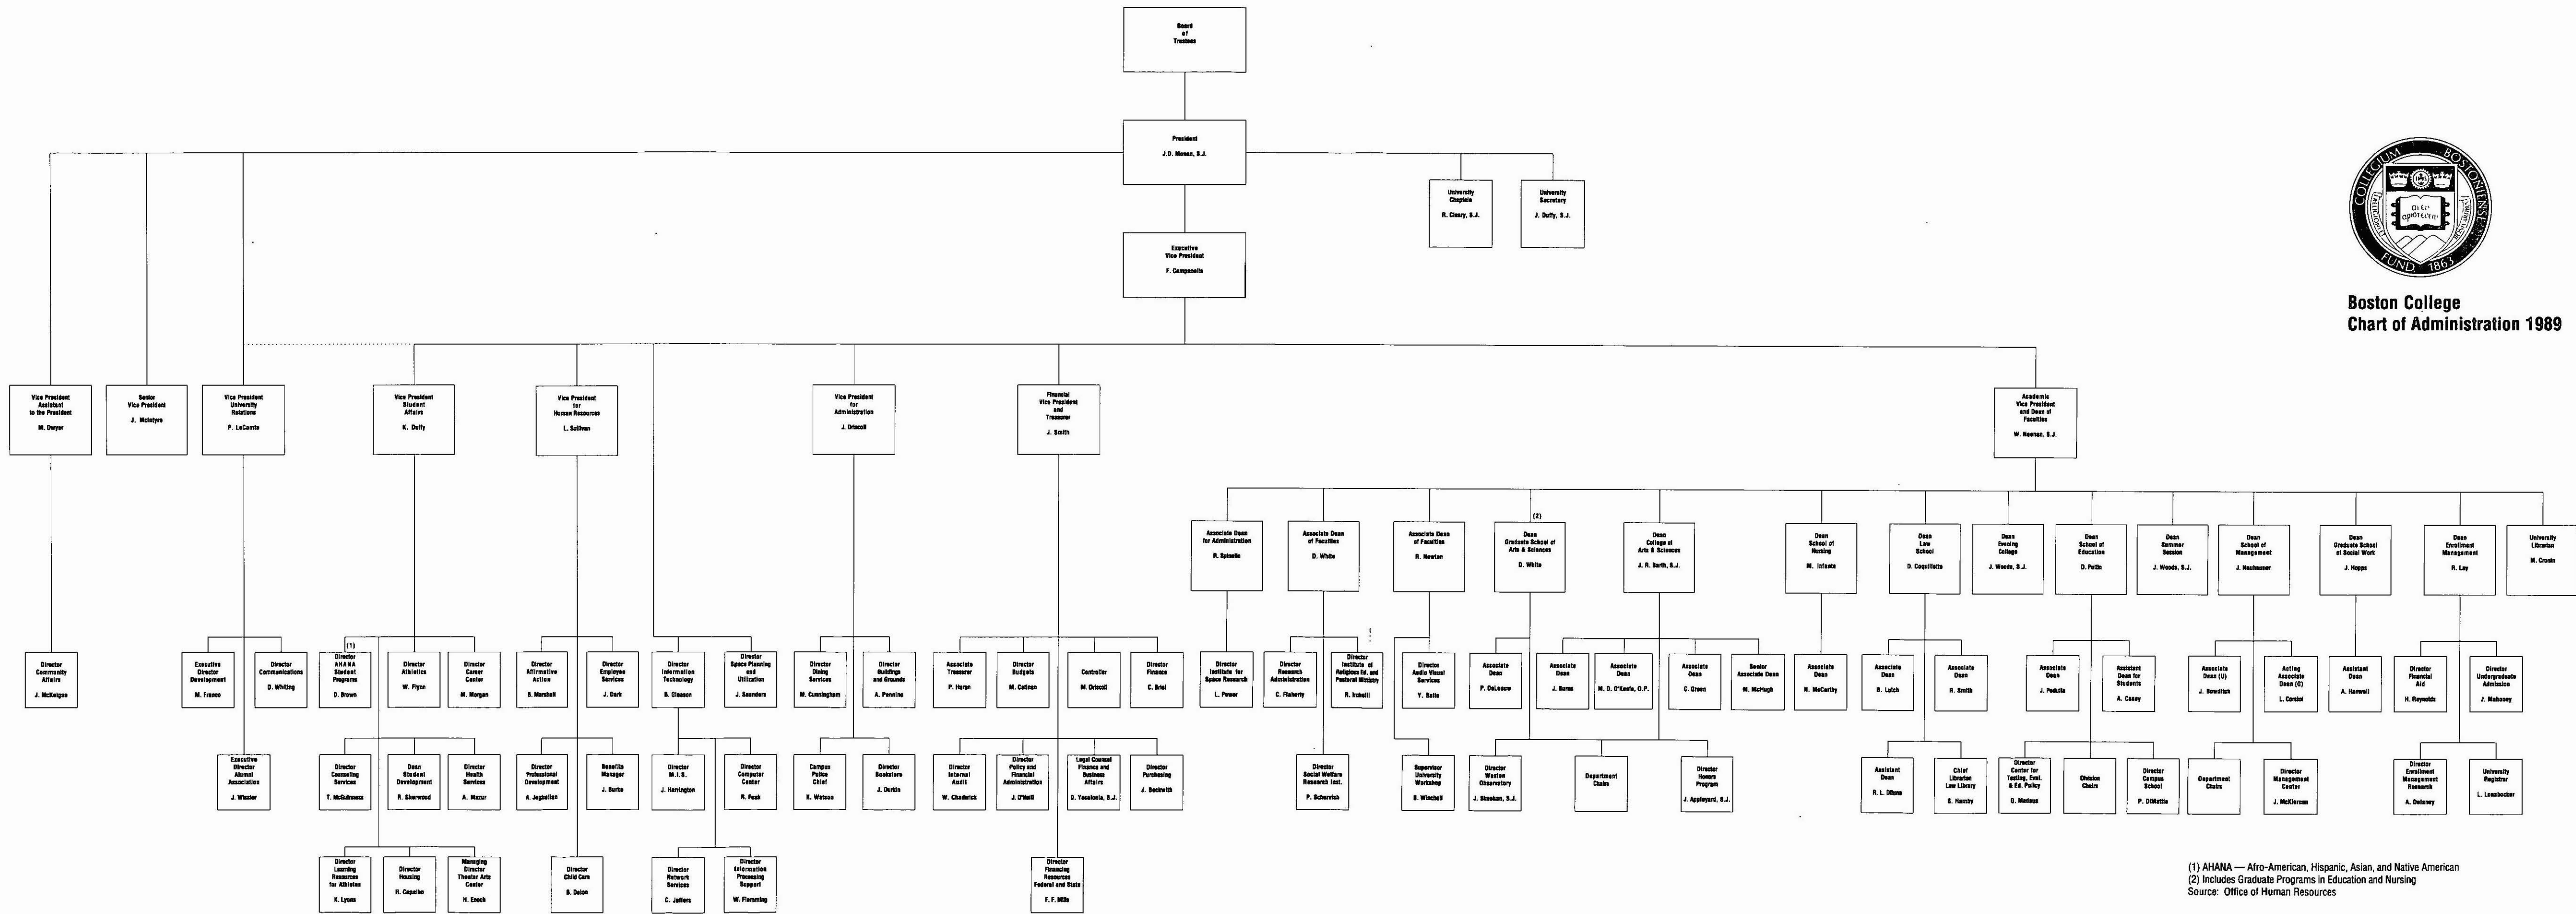 Board
of
Trustees
President
J.D. Monan, S.J.
University
Chaplain
R. Cleary, S.J.
University
Secretary
J. Duffy, S.J.
Executive
Vice President
F. Campanella
COLLEGIUM BOSTONIENSE
FUND. 1863
Boston College
Chart of Administration 1989
Vice President
Assistant
to the President
M. Dwyer
Senior
Vice President
J. McIntyre
Vice President
University
Relations
P. LeComte
Vice President
Student
Affairs
K. Duffy
Vice President
for
Human Resources
L. Sullivan
Vice President
for
Administration
J. Driscoll
Financial
Vice President
and
Treasurer
J. Smith
Academic
Vice President
and Dean of
Faculties
W. Neenan, S.J.
Associate Dean
for Administration
R. Spinello
Associate Dean
of Faculties
D. White
Associate Dean
of Faculties
R. Newton
(2)
Dean
Graduate School of
Arts & Sciences
D. White
Dean
College of
Arts & Sciences
J. R. Barth, S.J.
Dean
School of
Nursing
M. Infante
Dean
Law
School
D. Coquillette
Dean
Evening
College
J. Woods, S.J.
Dean
School of
Education
D. Pullin
Dean
Summer
Session
J. Woods, S.J.
Dean
School of
Management
J. Neuhauser
Dean
Graduate School
of Social Work
J. Hopps
Dean
Enrollment
Management
R. Lay
University
Librarian
M. Cronin
Director
Community
Affairs
J. McKeigue
Executive
Director
Development
M. Franco
Director
Communications
D. Whiting
(1)
Director
AHANA
Student
Programs
D. Brown
Director
Athletics
W. Flynn
Director
Career
Center
M. Morgan
Director
Affirmative
Action
B. Marshall
Director
Employee
Services
J. Dark
Director
Information
Technology
B. Gleason
Director
Space Planning
and
Utilization
J. Saunders
Director
Dining
Services
M. Cunningham
Director
Buildings
and Grounds
A. Pennino
Associate
Treasurer
P. Haran
Director
Budgets
M. Callnan
Controller
M. Driscoll
Director
Finance
C. Briel
Director
Institute for
Space Research
L. Power
Director
Research
Administration
C. Flaherty
Director
Institute of
Religious Ed. and
Pastoral Ministry
R. Imbelli
Director
Audio Visual
Services
Y. Saito
Associate
Dean
P. DeLeeuw
Associate
Dean
J. Burns
Associate
Dean
M. D. O'Keefe, O.P.
Associate
Dean
C. Green
Senior
Associate Dean
M. McHugh
Associate
Dean
N. McCarthy
Associate
Dean
B. Lutch
Associate
Dean
R. Smith
Associate
Dean
J. Pedulla
Assistant
Dean for
Students
A. Casey
Associate
Dean (U)
J. Bowditch
Acting
Associate
Dean (G)
L. Corsini
Assistant
Dean
A. Hanwell
Director
Financial
Aid
H. Reynolds
Director
Undergraduate
Admission
J. Mahoney
Executive
Director
Alumni
Association
J. Wissler
Director
Counseling
Services
T. McGuinness
Dean
Student
Development
R. Sherwood
Director
Health
Services
A. Mazur
Director
Professional
Development
A. Jeghelian
Benefits
Manager
J. Burke
Director
M.I.S.
J. Harrington
Director
Computer
Center
R. Feak
Campus
Police
Chief
K. Watson
Director
Bookstore
J. Durkin
Director
Internal
Audit
W. Chadwick
Director
Policy and
Financial
Administration
J. O'Neill
Legal Counsel
Finance and
Business
Affairs
D. Yesalonia, S.J.
Director
Purchasing
J. Beckwith
Director
Social Welfare
Research Inst.
P. Schervish
Supervisor
University
Workshop
B. Winchell
Director
Weston
Observatory
J. Skeehan, S.J.
Department
Chairs
Director
Honors
Program
J. Appleyard, S.J.
Assistant
Dean
R. L.
Chief
Librarian
Law Library
S. Hamby
Director
Center for
Testing, Eval.
& Ed. Policy
G. Madaus
Division
Chairs
Director
Campus
School
P. DiMattia
Department
Chairs
Director
Management
Center
J. McKiernan
Director
Enrollment
Management
Research
A. Delaney
University
Registrar
L. Lonabocker
Director
Learning
Resources
for Athletes
K. Lyons
Director
Housing
R. Capalbo
Managing
Director
Theater Arts
Center
H. Enoch
Director
Child Care
B. Dalon
Director
Network
Services
C. Jeffers
Director
Information
Processing
Support
W. Flemming
Director
Financing
Resources
Federal and State
F. F. Mills
(1) AHANA — Afro-American, Hispanic, Asian, and Native American
(2) Includes Graduate Programs in Education and Nursing
Source: Office of Human Resources